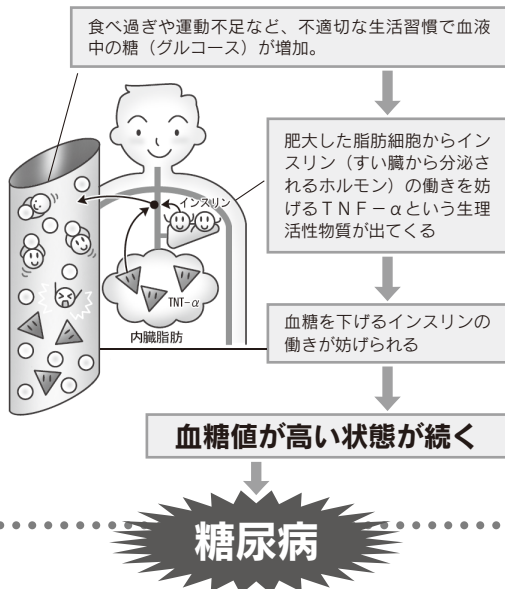 食べ過ぎや運動不足など、不適切な生活習慣で血液
中の糖（グルコース）が増加。
肥大した脂肪細胞からイン
スリン（すい臓から分泌さ
れるホルモン）の働きを妨
げるＴＮＦ－αという生理
活性物質が出てくる
インスリン
TNT-α
内臓脂肪
血糖を下げるインスリンの
働きが妨げられる
血糖値が高い状態が続く
糖尿病